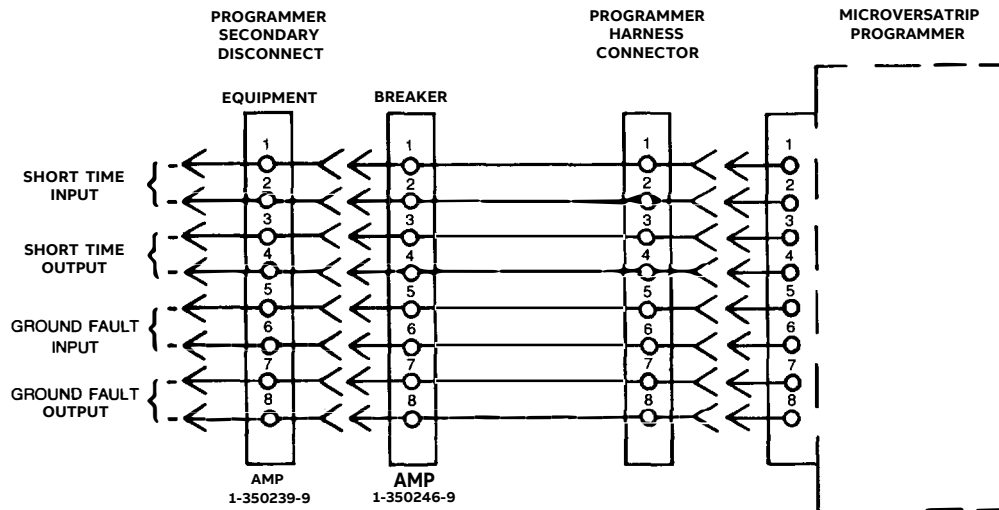 PROGRAMMER
SECONDARY
DISCONNECT
PROGRAMMER
HARNESS
CONNECTOR
MICROVERSATRIP
PROGRAMMER
EQUIPMENT
BREAKER
1 1 1 1
2 2 2 2
3 3 3 3
4 4 4 4
5 5 5 5
6 6 6 6
7 7 7 7
8 8 8 8
SHORT TIME
INPUT
SHORT TIME
OUTPUT
GROUND FAULT
INPUT
GROUND FAULT
OUTPUT
AMP
1-350239-9
AMP
1-350246-9